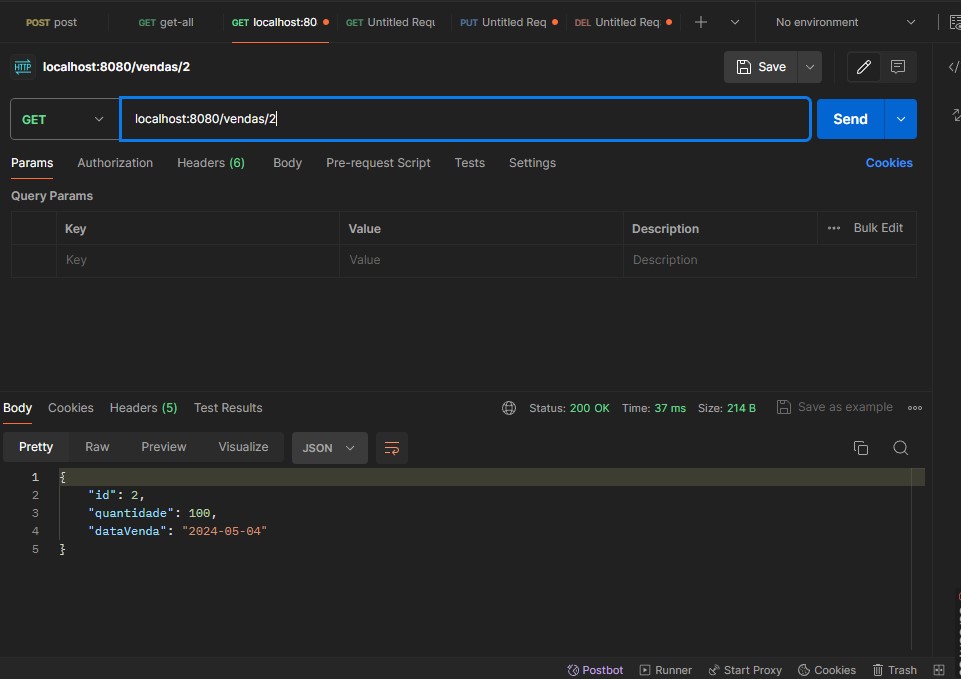 POST post GET get-all GET localhost:80 GET Untitled Requ PUT Untitled Req DEL Untitled Req No environment
HTTP localhost:8080/vendas/2 Save
GET localhost:8080/vendas/2 Send
Params Authorization Headers (6) Body Pre-request Script Tests Settings Cookies
Query Params
Key Value Description ••• Bulk Edit
Key Value Description
Body Cookies Headers (5) Test Results Status: 200 OK Time: 37 ms Size: 214 B Save as example
Pretty Raw Preview Visualize JSON
1 {
2 "id": 2,
3 "quantidade": 100,
4 "dataVenda": "2024-05-04"
5 }
Postbot Runner Start Proxy Cookies Trash